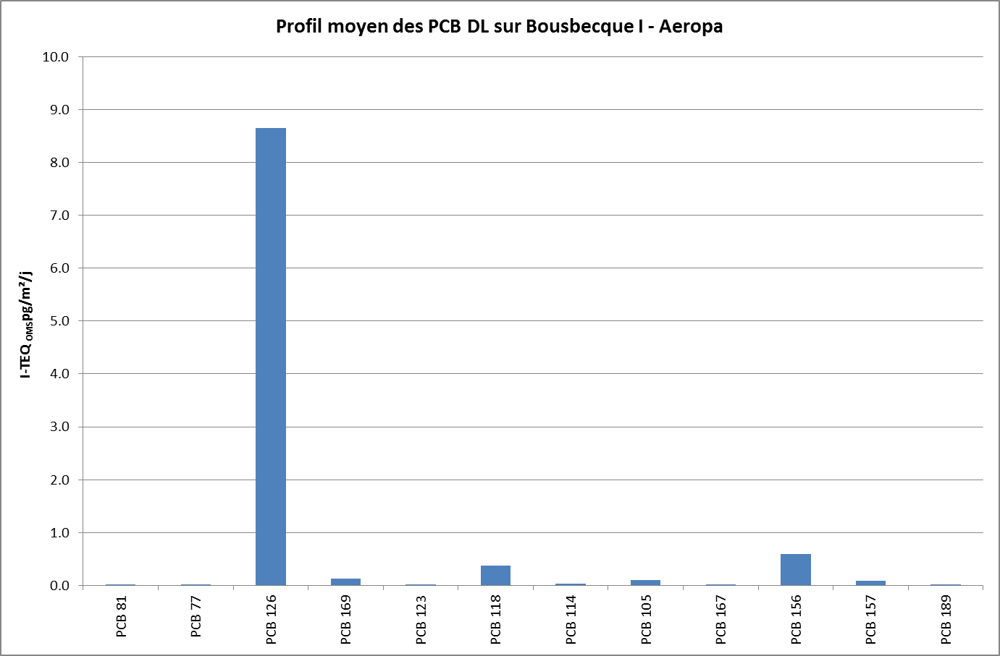 Profil moyen des PCB DL sur Bousbecque I - Aeropa
I-TEQ OMS pg/m²/j
10.0
9.0
8.0
7.0
6.0
5.0
4.0
3.0
2.0
1.0
0.0
PCB 81
PCB 77
PCB 126
PCB 169
PCB 123
PCB 118
PCB 114
PCB 105
PCB 167
PCB 156
PCB 157
PCB 189